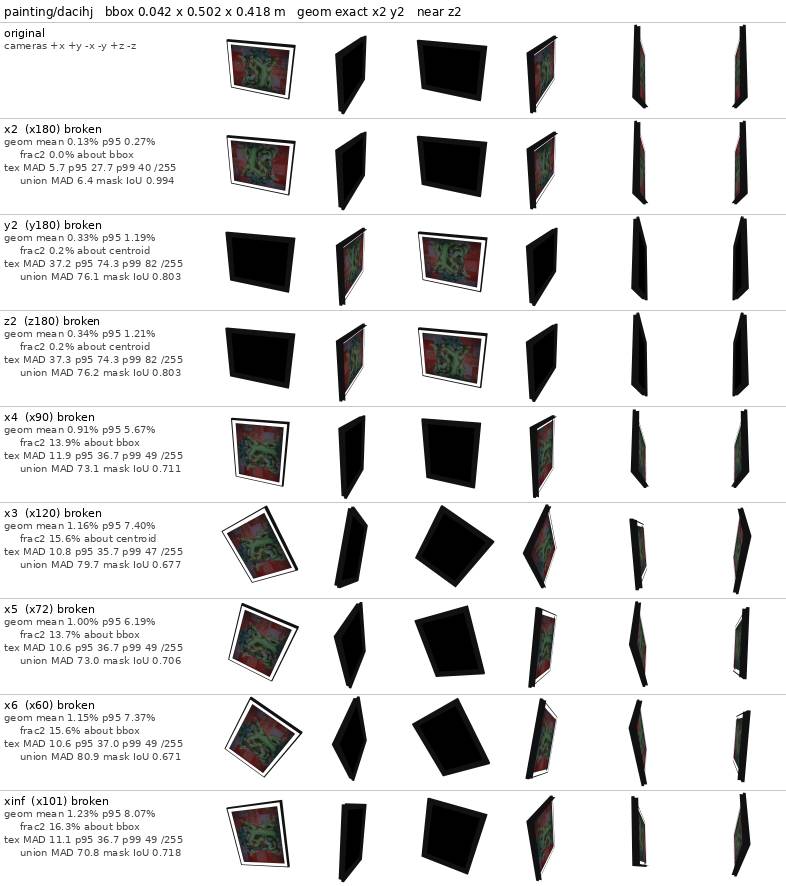 painting/dacihj   bbox 0.042 x 0.502 x 0.418 m   geom exact x2 y2   near z2
original
cameras +x +y -x -y +z -z
x2  (x180) broken
geom mean 0.13% p95 0.27%
frac2 0.0% about bbox
tex MAD 5.7 p95 27.7 p99 40 /255
union MAD 6.4 mask IoU 0.994
y2  (y180) broken
geom mean 0.33% p95 1.19%
frac2 0.2% about centroid
tex MAD 37.2 p95 74.3 p99 82 /255
union MAD 76.1 mask IoU 0.803
z2  (z180) broken
geom mean 0.34% p95 1.21%
frac2 0.2% about centroid
tex MAD 37.3 p95 74.3 p99 82 /255
union MAD 76.2 mask IoU 0.803
x4  (x90) broken
geom mean 0.91% p95 5.67%
frac2 13.9% about bbox
tex MAD 11.9 p95 36.7 p99 49 /255
union MAD 73.1 mask IoU 0.711
x3  (x120) broken
geom mean 1.16% p95 7.40%
frac2 15.6% about centroid
tex MAD 10.8 p95 35.7 p99 47 /255
union MAD 79.7 mask IoU 0.677
x5  (x72) broken
geom mean 1.00% p95 6.19%
frac2 13.7% about bbox
tex MAD 10.6 p95 36.7 p99 49 /255
union MAD 73.0 mask IoU 0.706
x6  (x60) broken
geom mean 1.15% p95 7.37%
frac2 15.6% about bbox
tex MAD 10.6 p95 37.0 p99 49 /255
union MAD 80.9 mask IoU 0.671
xinf  (x101) broken
geom mean 1.23% p95 8.07%
frac2 16.3% about bbox
tex MAD 11.1 p95 36.7 p99 49 /255
union MAD 70.8 mask IoU 0.718